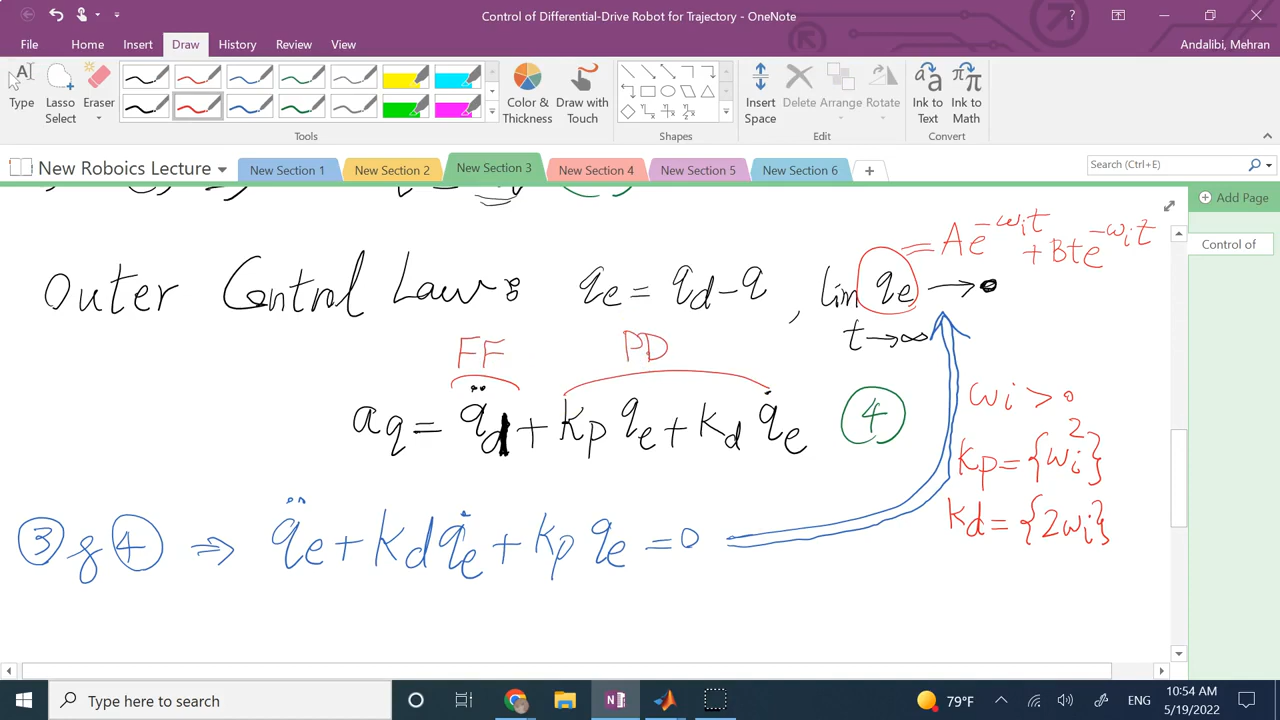 Control of Differential-Drive Robot for Trajectory - OneNote
File Home Insert Draw History Review View
Andalibi, Mehran
Type Lasso Select Eraser
Color & Thickness Draw with Touch
Insert Space Delete Arrange Rotate
Ink to Text Ink to Math
Tools Shapes Edit Convert
New Roboics Lecture New Section 1 New Section 2 New Section 3 New Section 4 New Section 5 New Section 6
Search (Ctrl+E)
Add Page
Control of
= Ae^{-ωit} + Bte^{-ωit}
Outer Control Law: qe = qd - q , lim qe → 0
t → ∞
FF PD
aq = q̈d + kp qe + kd q̇e ④
ωi > 0
kp = {ωi²}
kd = {2ωi}
③ & ④ ⇒ q̈e + kd q̇e + kp qe = 0
Type here to search
79°F
ENG
10:54 AM
5/19/2022